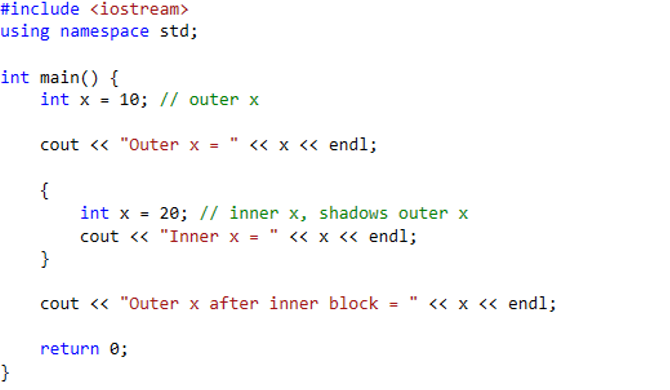 #include <iostream>
using namespace std;
int main() {
    int x = 10; // outer x
    cout << "Outer x = " << x << endl;
    {
        int x = 20; // inner x, shadows outer x
        cout << "Inner x = " << x << endl;
    }
    cout << "Outer x after inner block = " << x << endl;
    return 0;
}